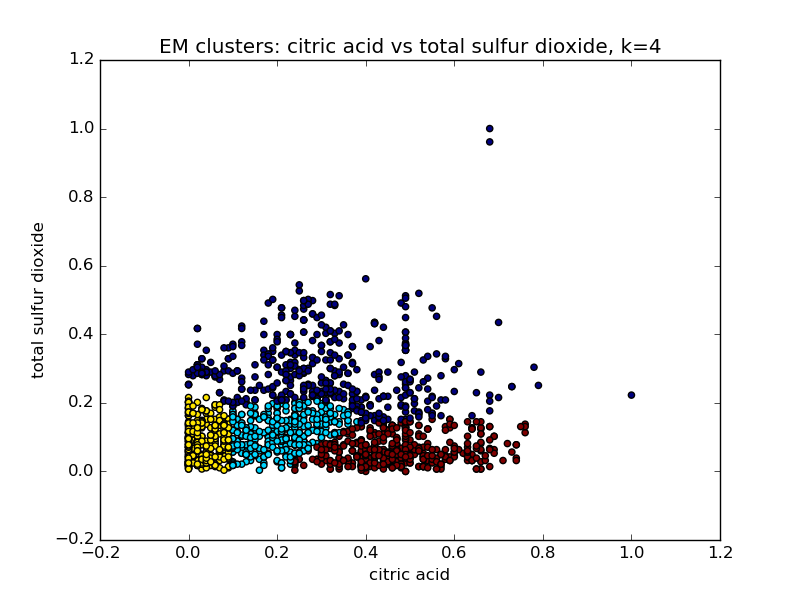 EM clusters: citric acid vs total sulfur dioxide, k=4
1.2
1.0
0.8
0.6
0.4
0.2
0.0
−0.2
total sulfur dioxide
−0.2 0.0 0.2 0.4 0.6 0.8 1.0 1.2
citric acid